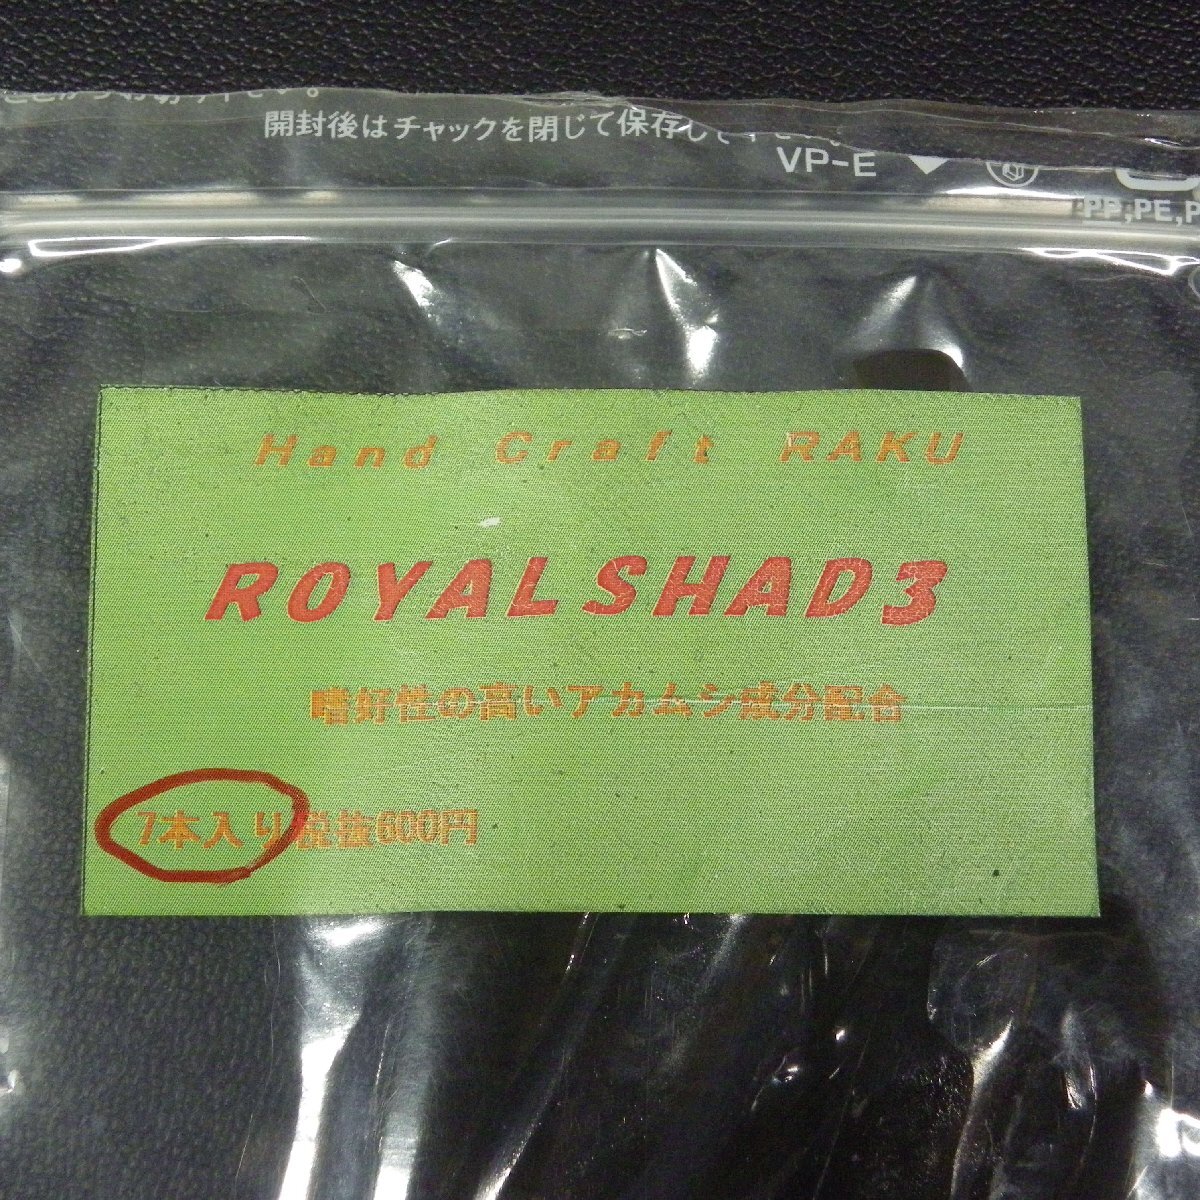 開封後はチャックを閉じて保存して
VP-E
PP,PE,P
Hand Craft RAKU
ROYAL SHAD3
嗜好性の高いアカムシ成分配合
7本入り税抜600円